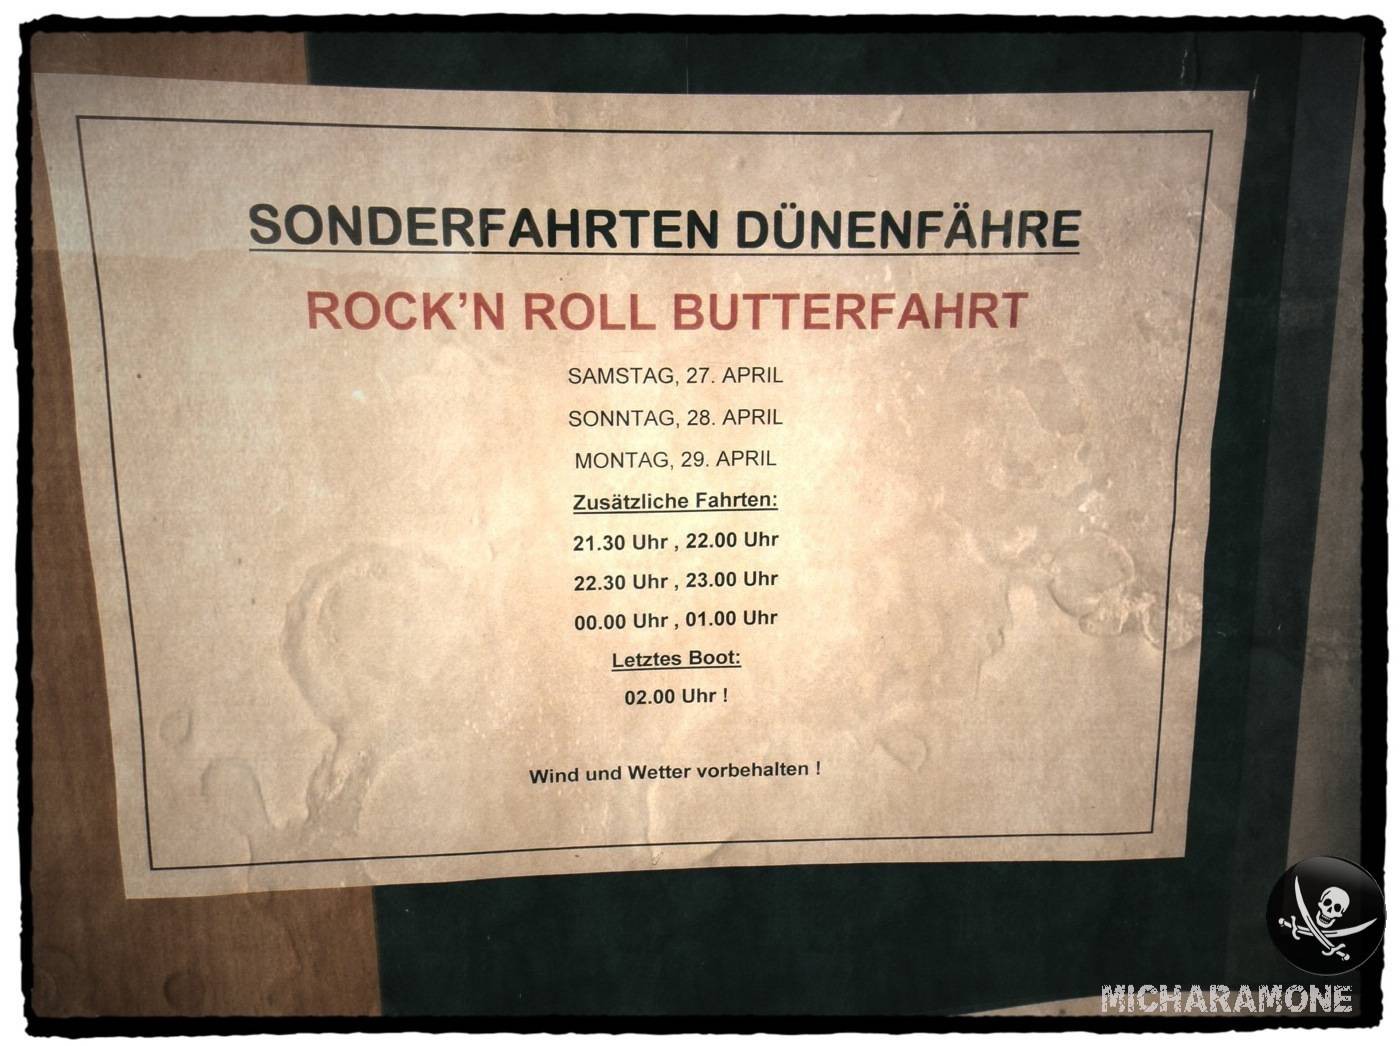 SONDERFAHRTEN DÜNENFÄHRE
ROCK'N ROLL BUTTERFAHRT
SAMSTAG, 27. APRIL
SONNTAG, 28. APRIL
MONTAG, 29. APRIL
Zusätzliche Fahrten:
21.30 Uhr , 22.00 Uhr
22.30 Uhr , 23.00 Uhr
00.00 Uhr , 01.00 Uhr
Letztes Boot:
02.00 Uhr !
Wind und Wetter vorbehalten !
MICHARAMONE